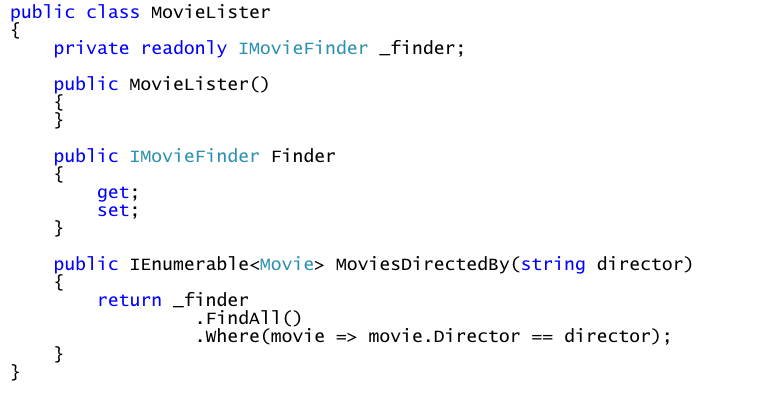 public class MovieLister
{
    private readonly IMovieFinder _finder;

    public MovieLister()
    {
    }

    public IMovieFinder Finder
    {
        get;
        set;
    }

    public IEnumerable<Movie> MoviesDirectedBy(string director)
    {
        return _finder
                 .FindAll()
                 .Where(movie => movie.Director == director);
    }
}